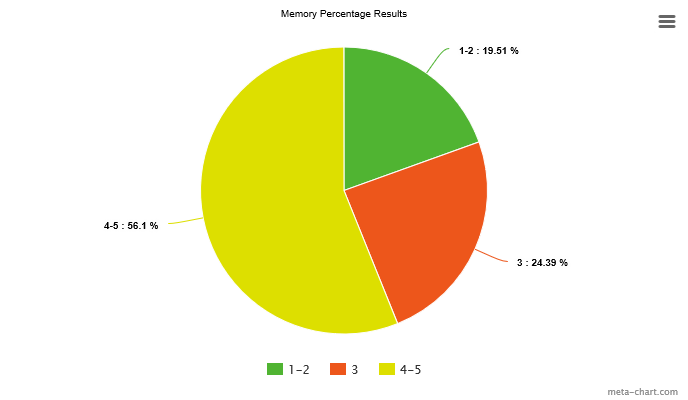 Memory Percentage Results
1-2 : 19.51 %
4-5 : 56.1 %
3 : 24.39 %
1-2 3 4-5
meta-chart.com